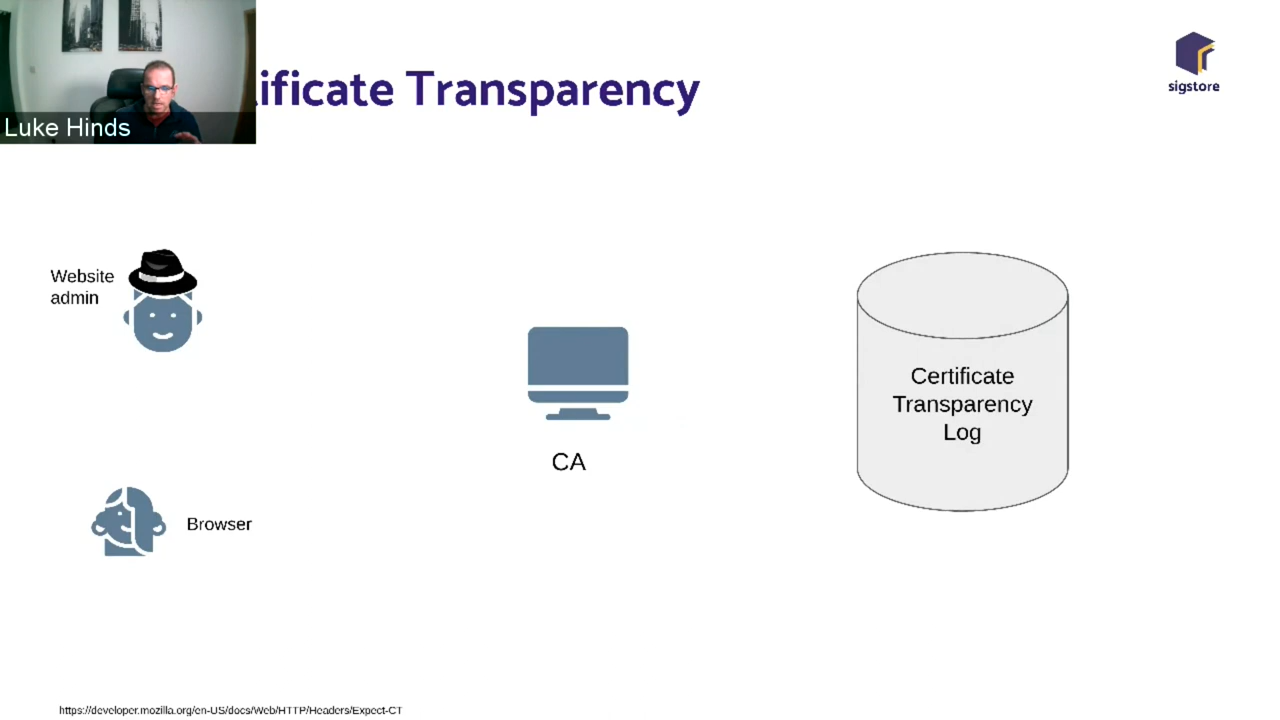 ificate Transparency
sigstore
Luke Hinds
Website
admin
Certificate
Transparency
Log
CA
Browser
https://developer.mozilla.org/en-US/docs/Web/HTTP/Headers/Expect-CT